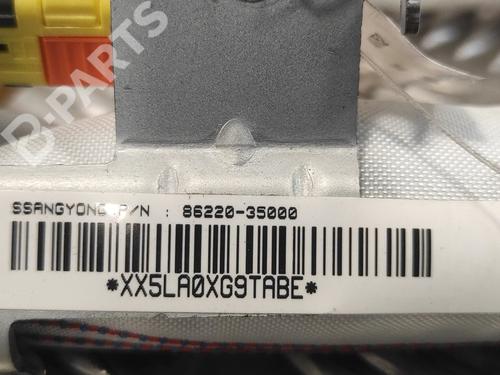 B-PARTS
SSANGYONG P/N : 86220-35000
*XX5LA0XG9TABE*